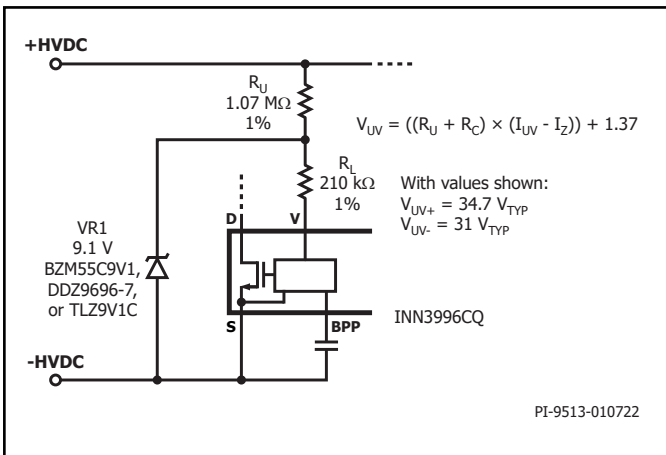 +HVDC
R_U
1.07 MΩ
1%
V_UV = ((R_U + R_C) × (I_UV - I_Z)) + 1.37
R_L
210 kΩ
1%
With values shown:
V_UV+ = 34.7 V_TYP
V_UV- = 31 V_TYP
D
V
VR1
9.1 V
BZM55C9V1,
DDZ9696-7,
or TLZ9V1C
INN3996CQ
S
BPP
-HVDC
PI-9513-010722